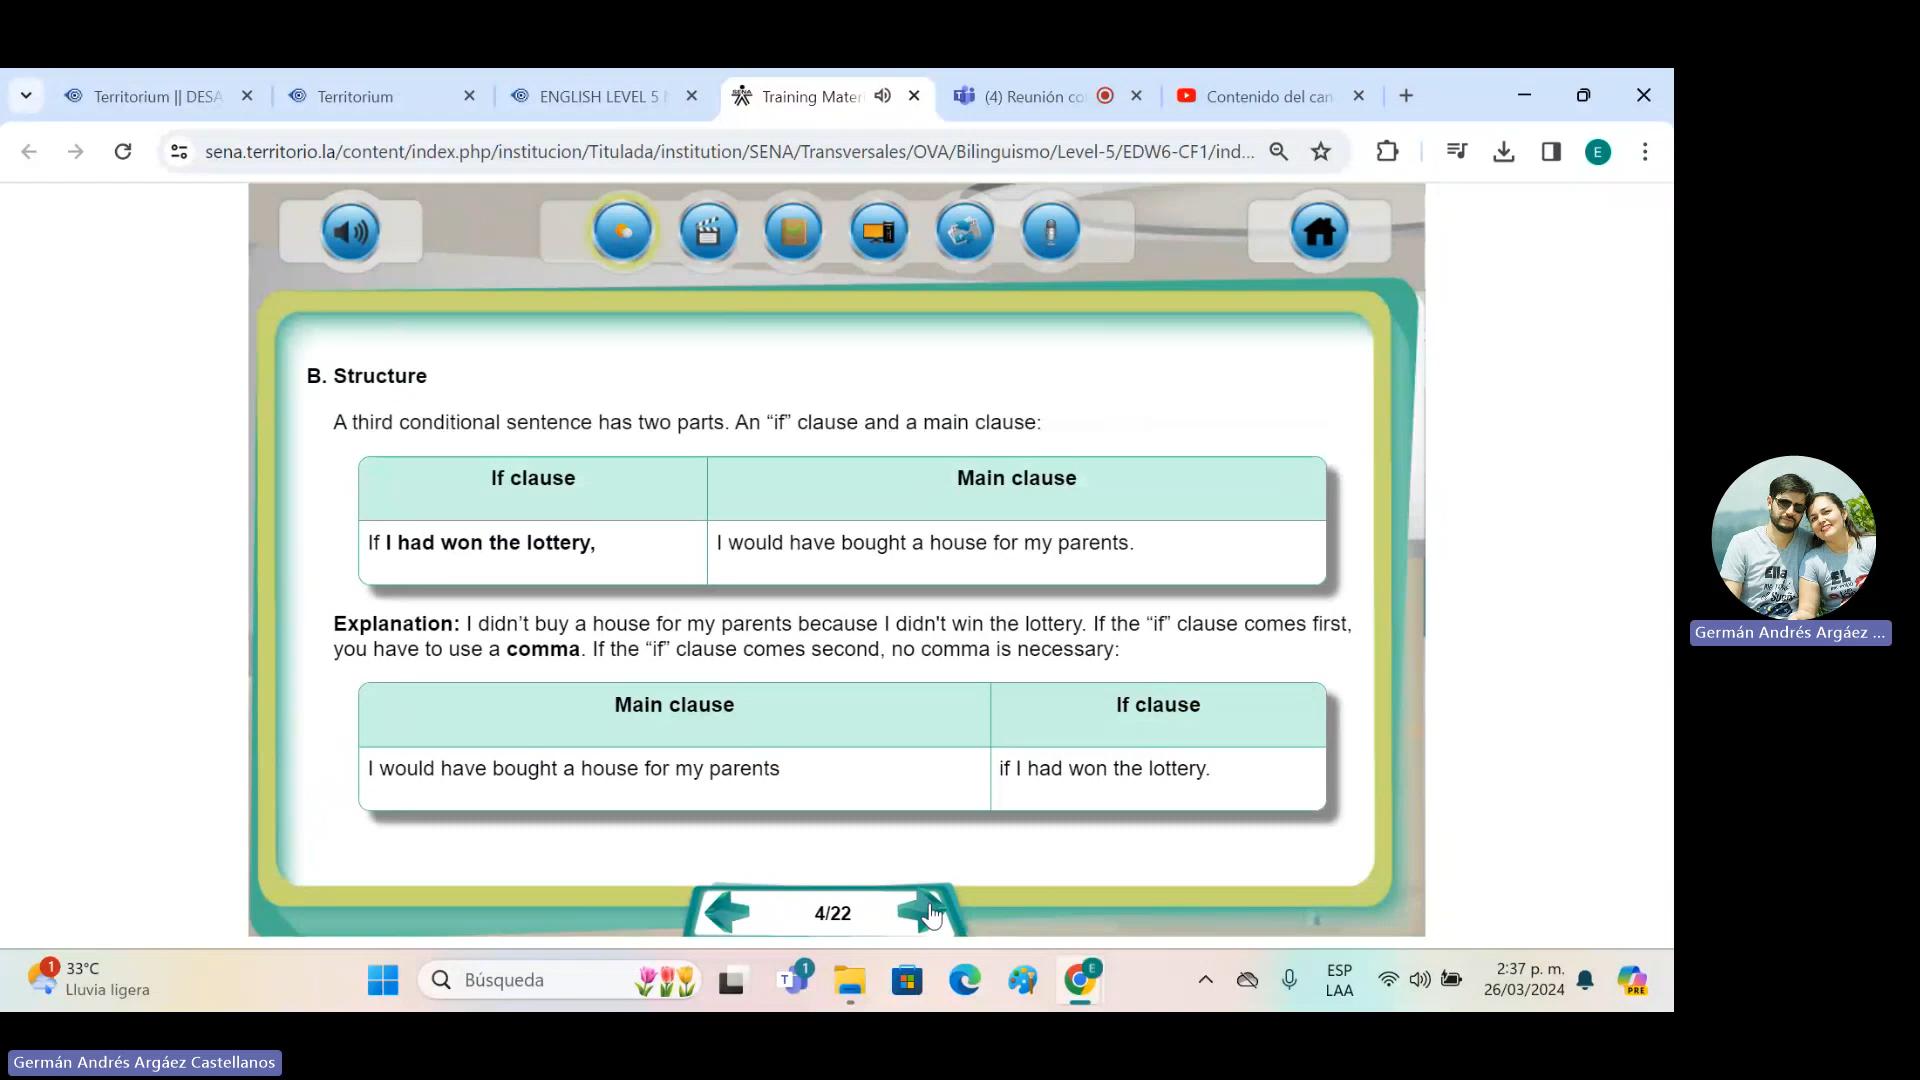 Territorium || DESA
Territorium
ENGLISH LEVEL 5
Training Mater
(4) Reunión co
Contenido del can
sena.territorio.la/content/index.php/institucion/Titulada/institution/SENA/Transversales/OVA/Bilinguismo/Level-5/EDW6-CF1/ind...
E
B. Structure
A third conditional sentence has two parts. An “if” clause and a main clause:
If clause
Main clause
If I had won the lottery,
I would have bought a house for my parents.
Explanation: I didn’t buy a house for my parents because I didn't win the lottery. If the “if” clause comes first,
you have to use a comma. If the “if” clause comes second, no comma is necessary:
Main clause
If clause
I would have bought a house for my parents
if I had won the lottery.
4/22
Ella
EL
Germán Andrés Argáez ...
1
33°C
Lluvia ligera
Búsqueda
1
E
ESP
LAA
2:37 p. m.
26/03/2024
PRE
Germán Andrés Argáez Castellanos